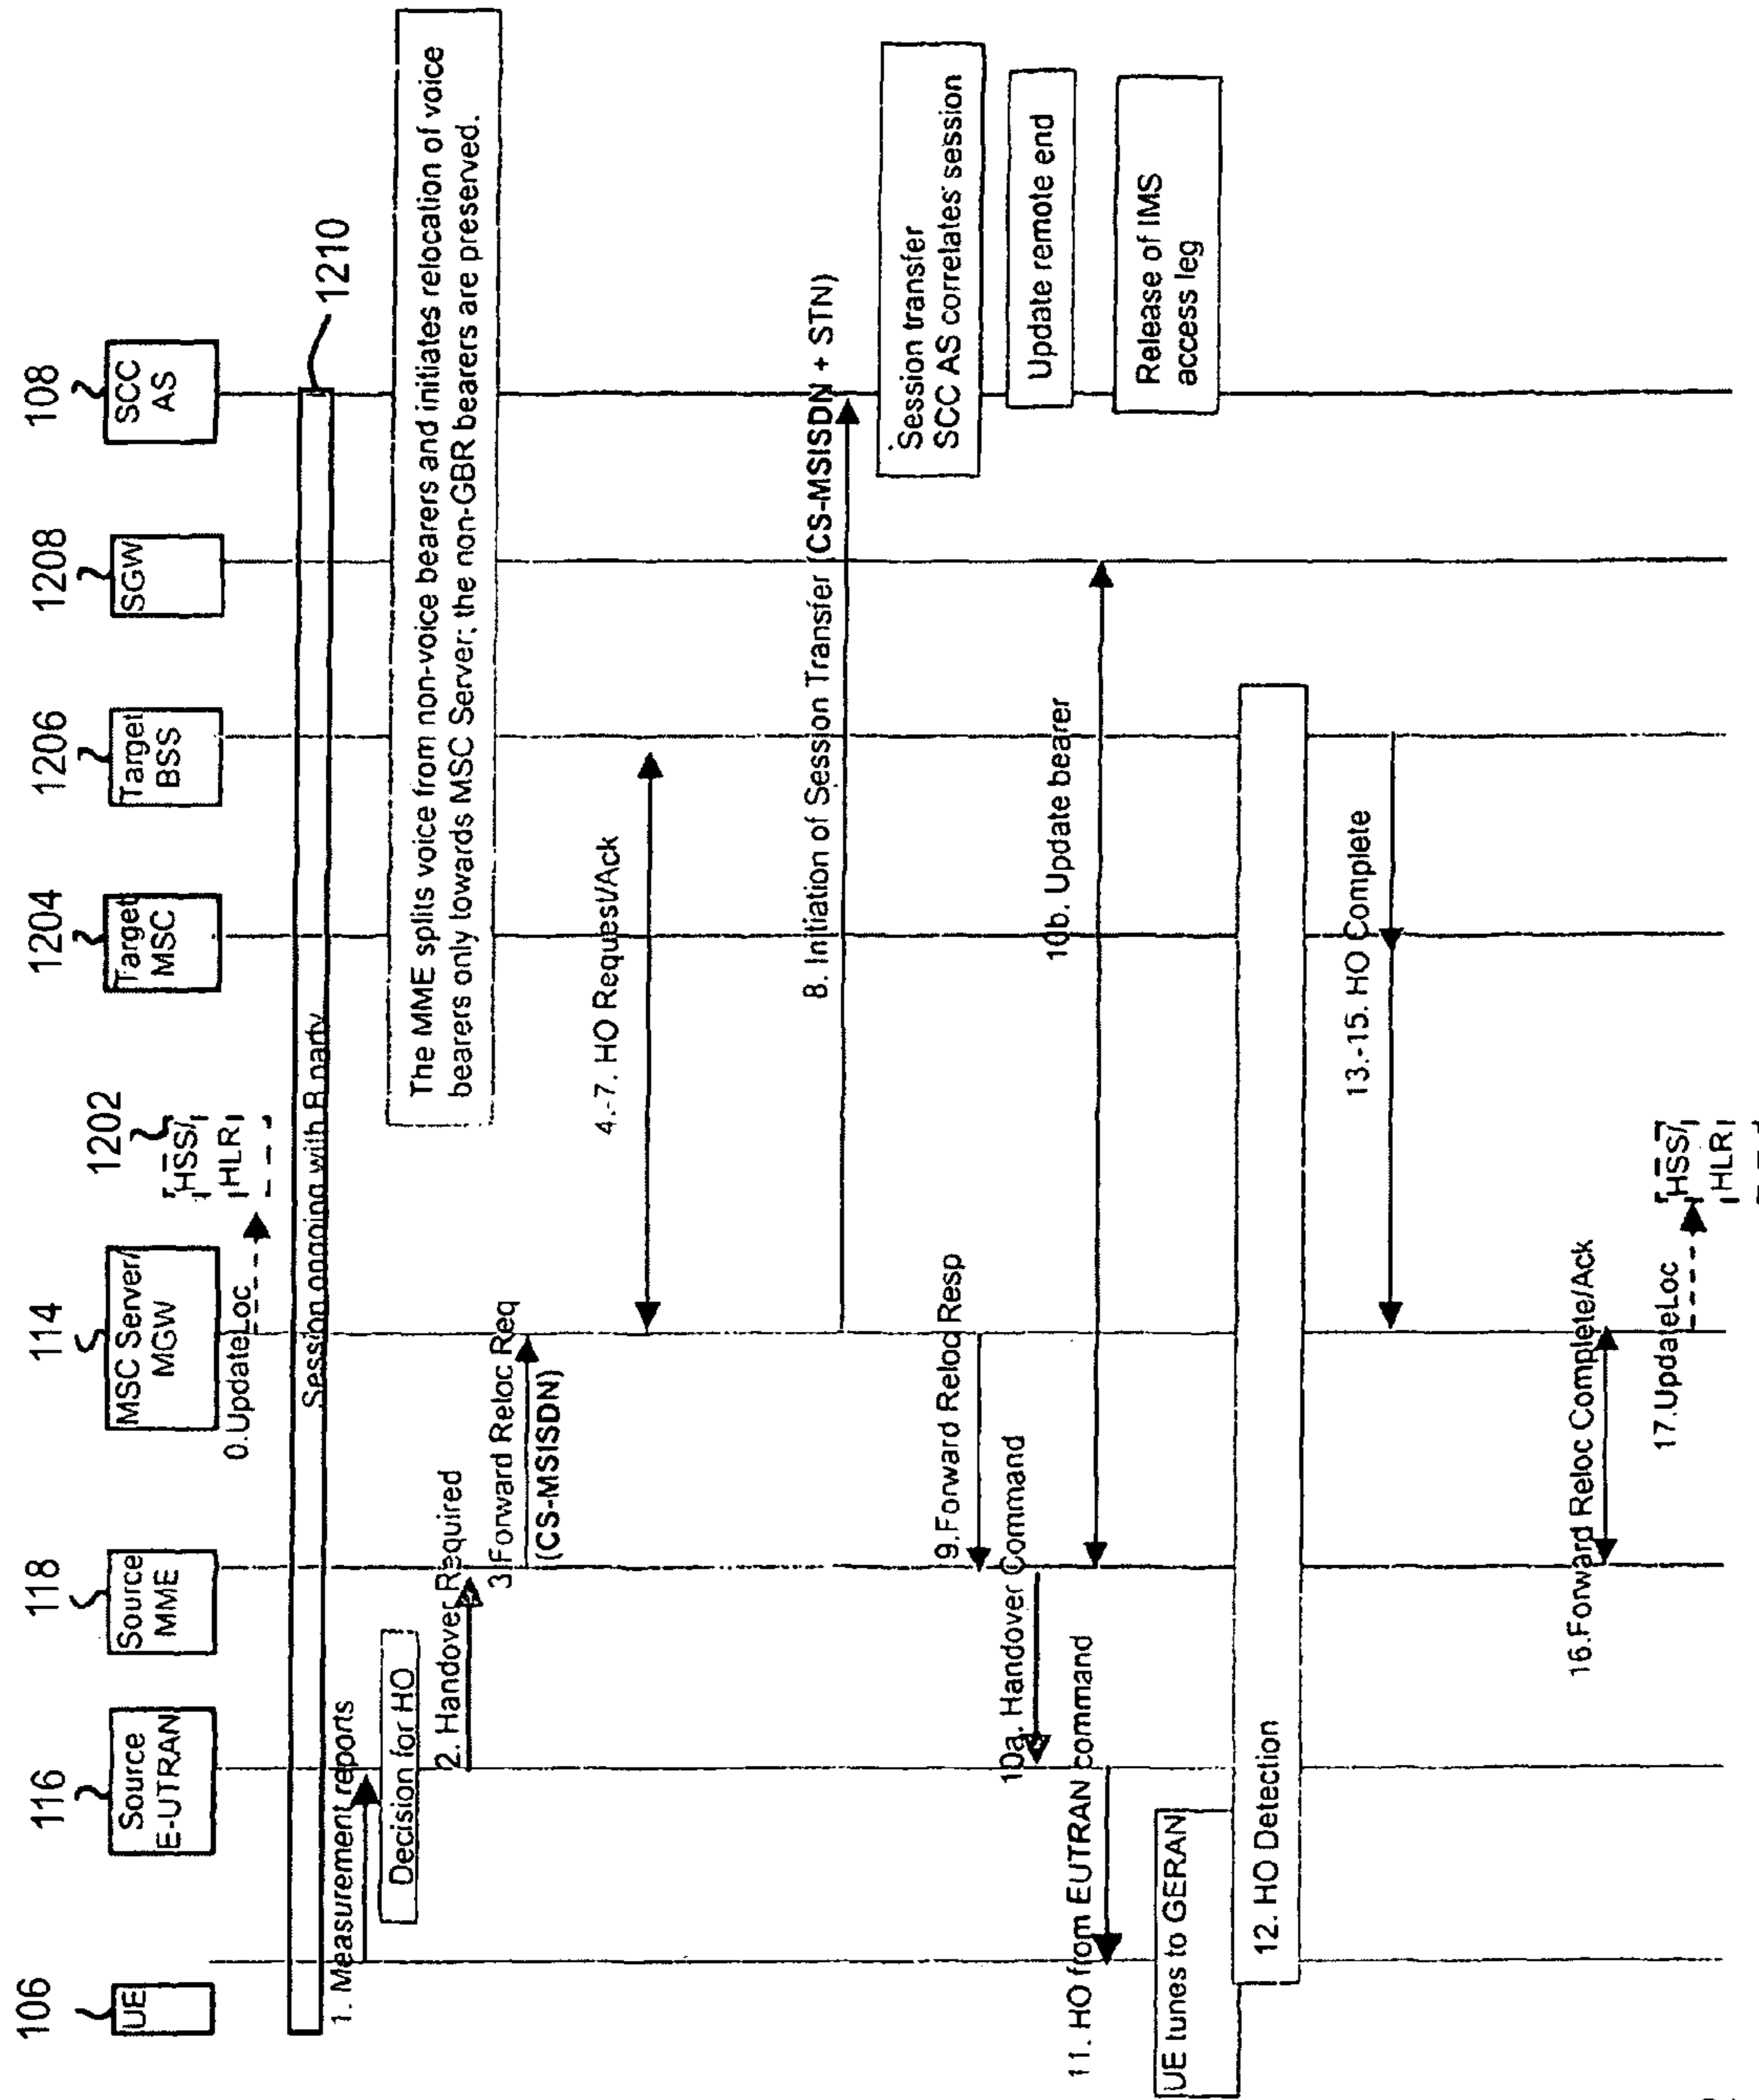 106
116
118
114
1202
1204
1206
1208
108
UE
Source
E-UTRAN
Source
MME
MSC Server/
MGW
HSS/
HLR
Target
MSC
Target
BSS
SGW
SCC
AS
0.UpdateLoc
Session ongoing with B party
1210
1. Measurement reports
Decision for HO
The MME splits voice from non-voice bearers and initiates relocation of voice
bearers only towards MSC Server; the non-GBR bearers are preserved.
2. Handover Required
3Forward Reloc Req
(CS-MSISDN)
4.-7. HO Request/Ack
8. Initiation of Session Transfer (CS-MSISDN + STN)
Session transfer
SCC AS correlates session
9.Forward Reloc Resp
Update remote end
10a. Handover Command
10b. Update bearer
11. HO from EUTRAN command
Release of IMS
access leg
UE tunes to GERAN
12. HO Detection
13.-15. HO Complete
16.Forward Reloc Complete/Ack
17.UpdateLoc
HSS/
HLR